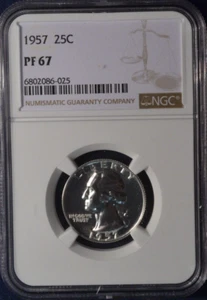 1957 25C
PF 67
6802086-025
NUMISMATIC GUARANTY COMPANY
NGC
LIBERTY
IN GOD WE
TRUST
1957